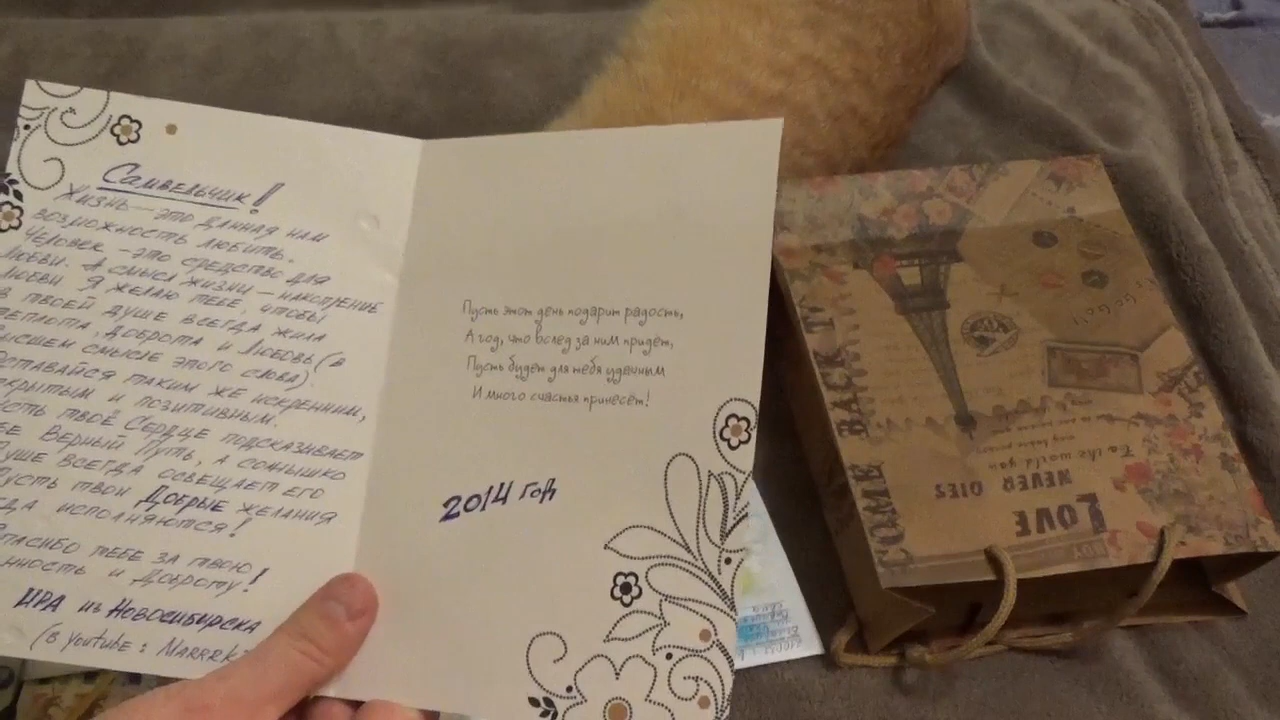 Самвельчик!
Жизнь — это данная нам
возможность любить.
Человек — это средство для
любви. А смысл жизни — накопление
любви. Я желаю тебе, чтобы
в твоей душе всегда жила
теплота, доброта и любовь (в
высшем смысле этого слова).
Оставайся таким же искренним,
открытым и позитивным.
Пусть твоё Сердце подсказывает
тебе Верный Путь, а солнышко
в душе всегда освещает его
Пусть твои Добрые желания
исполняются!
Спасибо тебе за твою
и Доброту!
Ира из Новосибирска
(в youtube:
Пусть этот день подарит радость,
А год, что вслед за ним придёт,
Пусть будет для тебя удачным
И много счастья принесёт!
2014 год
COME BACK T
To the world you
NEVER DIES
LOVE